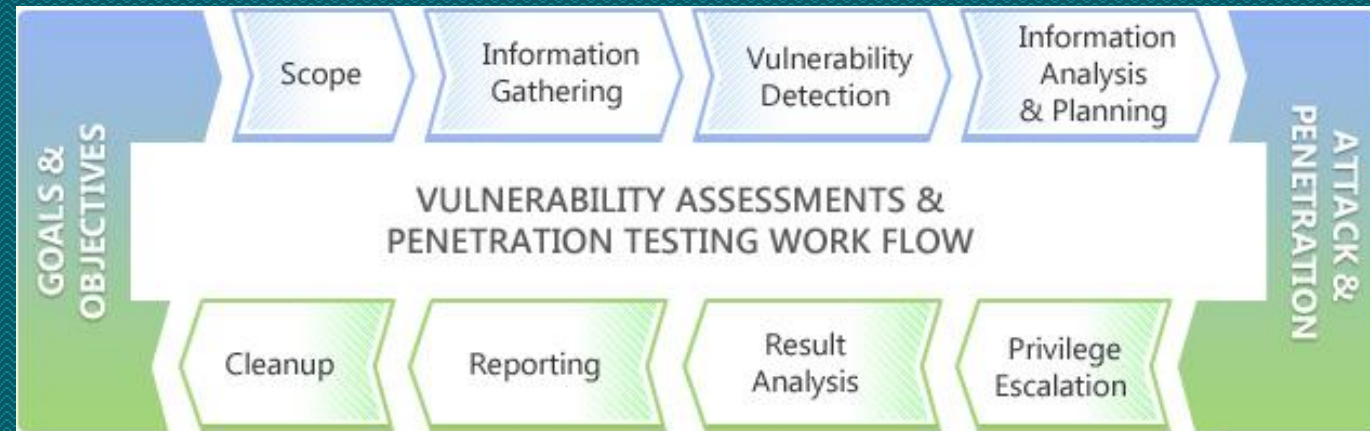 GOALS &
OBJECTIVES
Scope
Information
Gathering
Vulnerability
Detection
Information
Analysis
& Planning
ATTACK &
PENETRATION
VULNERABILITY ASSESSMENTS &
PENETRATION TESTING WORK FLOW
Cleanup
Reporting
Result
Analysis
Privilege
Escalation